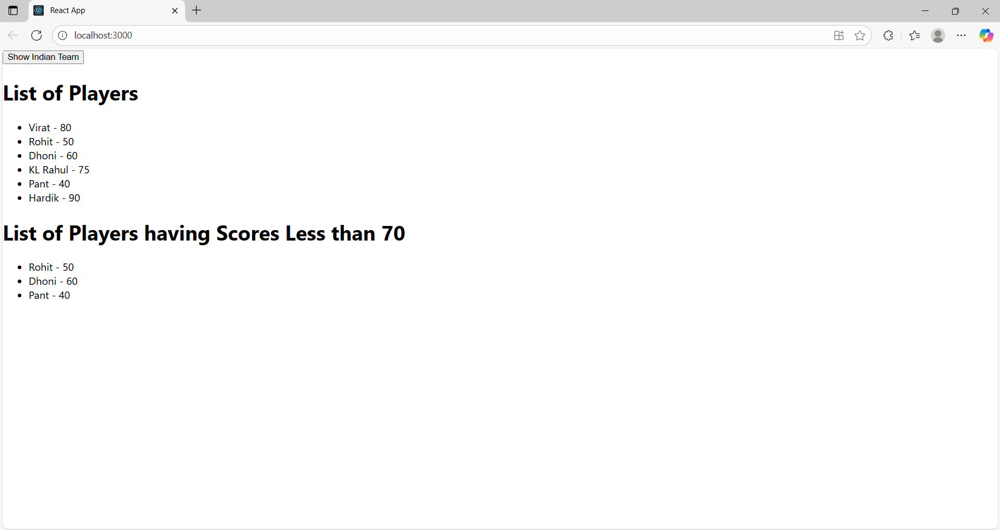 React App
localhost:3000
Show Indian Team
List of Players
Virat - 80
Rohit - 50
Dhoni - 60
KL Rahul - 75
Pant - 40
Hardik - 90
List of Players having Scores Less than 70
Rohit - 50
Dhoni - 60
Pant - 40